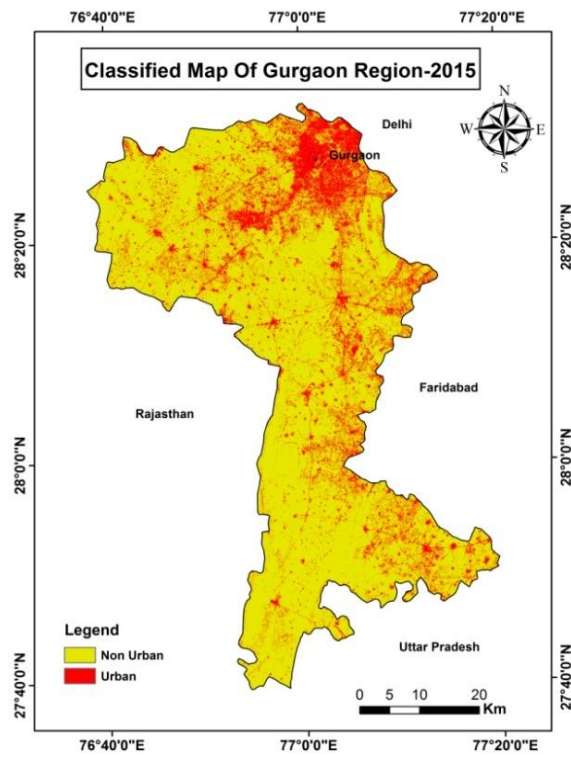 76°40'0"E 77°0'0"E 77°20'0"E
Classified Map Of Gurgaon Region-2015
N
W E
S
Delhi
Gurgaon
28°20'0"N 28°20'0"N
Faridabad
Rajasthan
28°0'0"N 28°0'0"N
Legend
Non Urban
Urban
Uttar Pradesh
27°40'0"N 27°40'0"N
0 5 10 20
Km
76°40'0"E 77°0'0"E 77°20'0"E